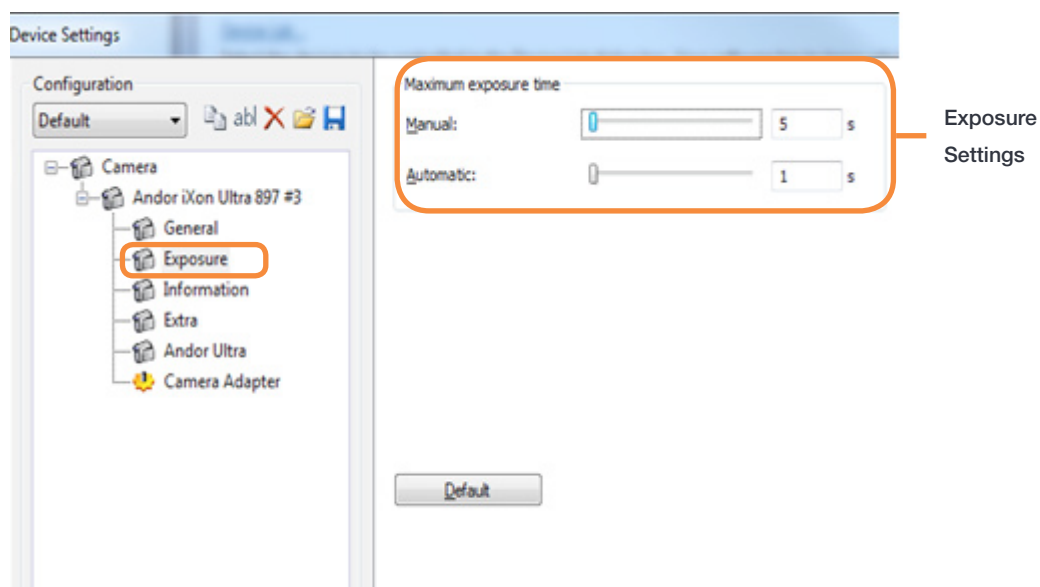 Device Settings
Configuration
Default
abl
Camera
Andor iXon Ultra 897 #3
General
Exposure
Information
Extra
Andor Ultra
Camera Adapter
Maximum exposure time
Manual: 5 s
Automatic: 1 s
Default
Exposure
Settings